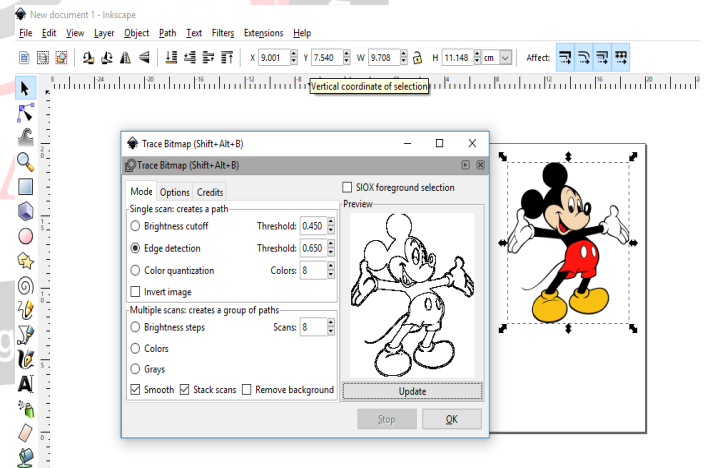 New document 1 - Inkscape
File Edit View Layer Object Path Text Filters Extensions Help
X 9.001 Y 7.540 W 9.708 H 11.148 cm Affect:
Vertical coordinate of selection
Trace Bitmap (Shift+Alt+B)
Trace Bitmap (Shift+Alt+B)
Mode Options Credits
SIOX foreground selection
Single scan: creates a path
Preview
Brightness cutoff Threshold: 0.450
Edge detection Threshold: 0.650
Color quantization Colors: 8
Invert image
Multiple scans: creates a group of paths
Brightness steps Scans: 8
Colors
Grays
Smooth Stack scans Remove background
Update
Stop OK